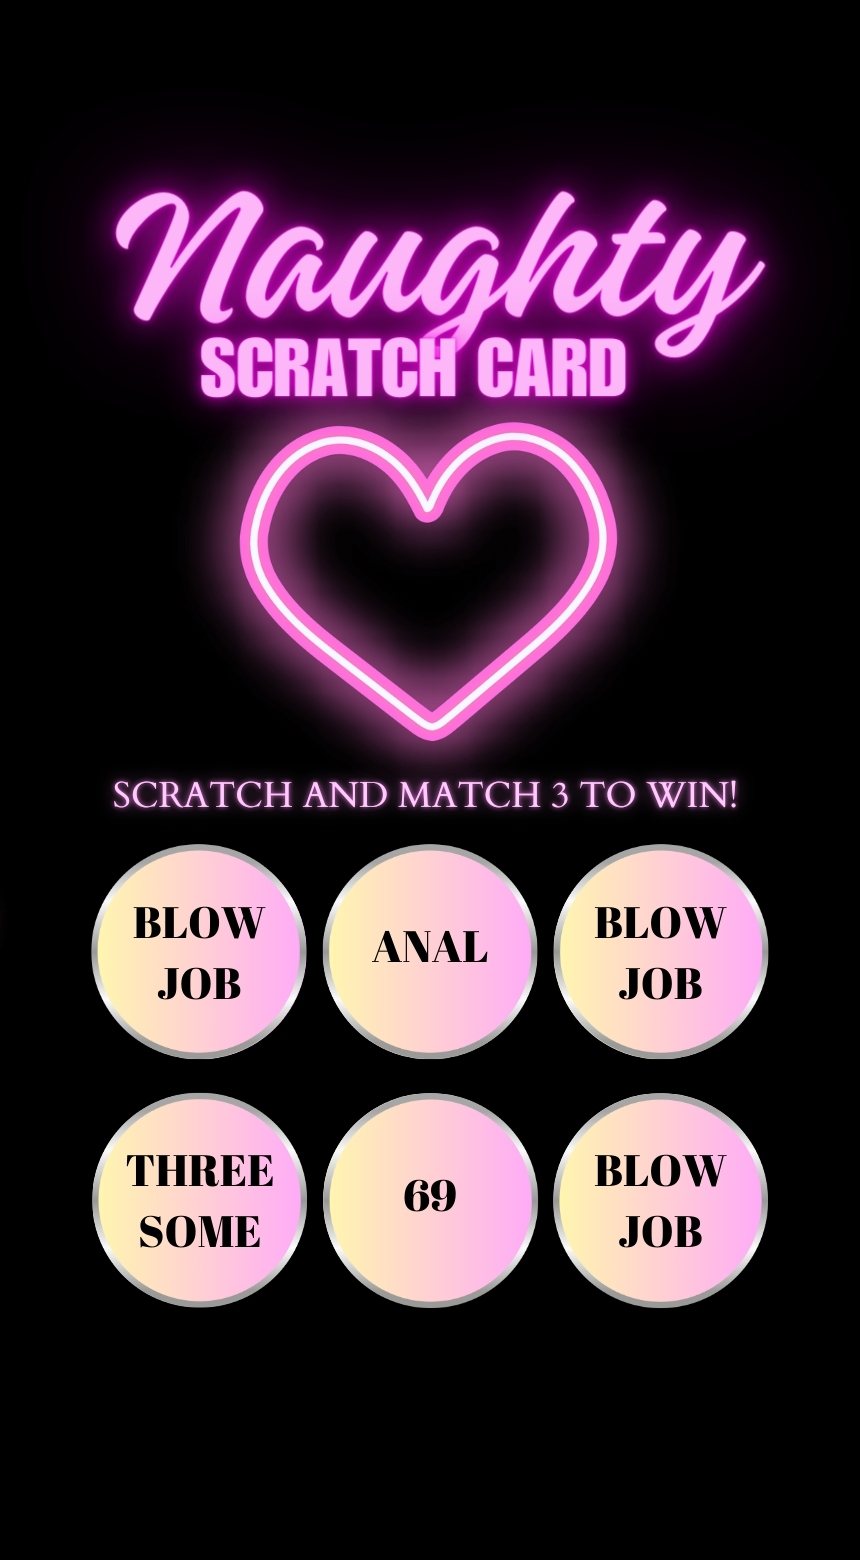 Naughty
SCRATCH CARD
SCRATCH AND MATCH 3 TO WIN!
BLOW
JOB
ANAL
BLOW
JOB
THREE
SOME
69
BLOW
JOB